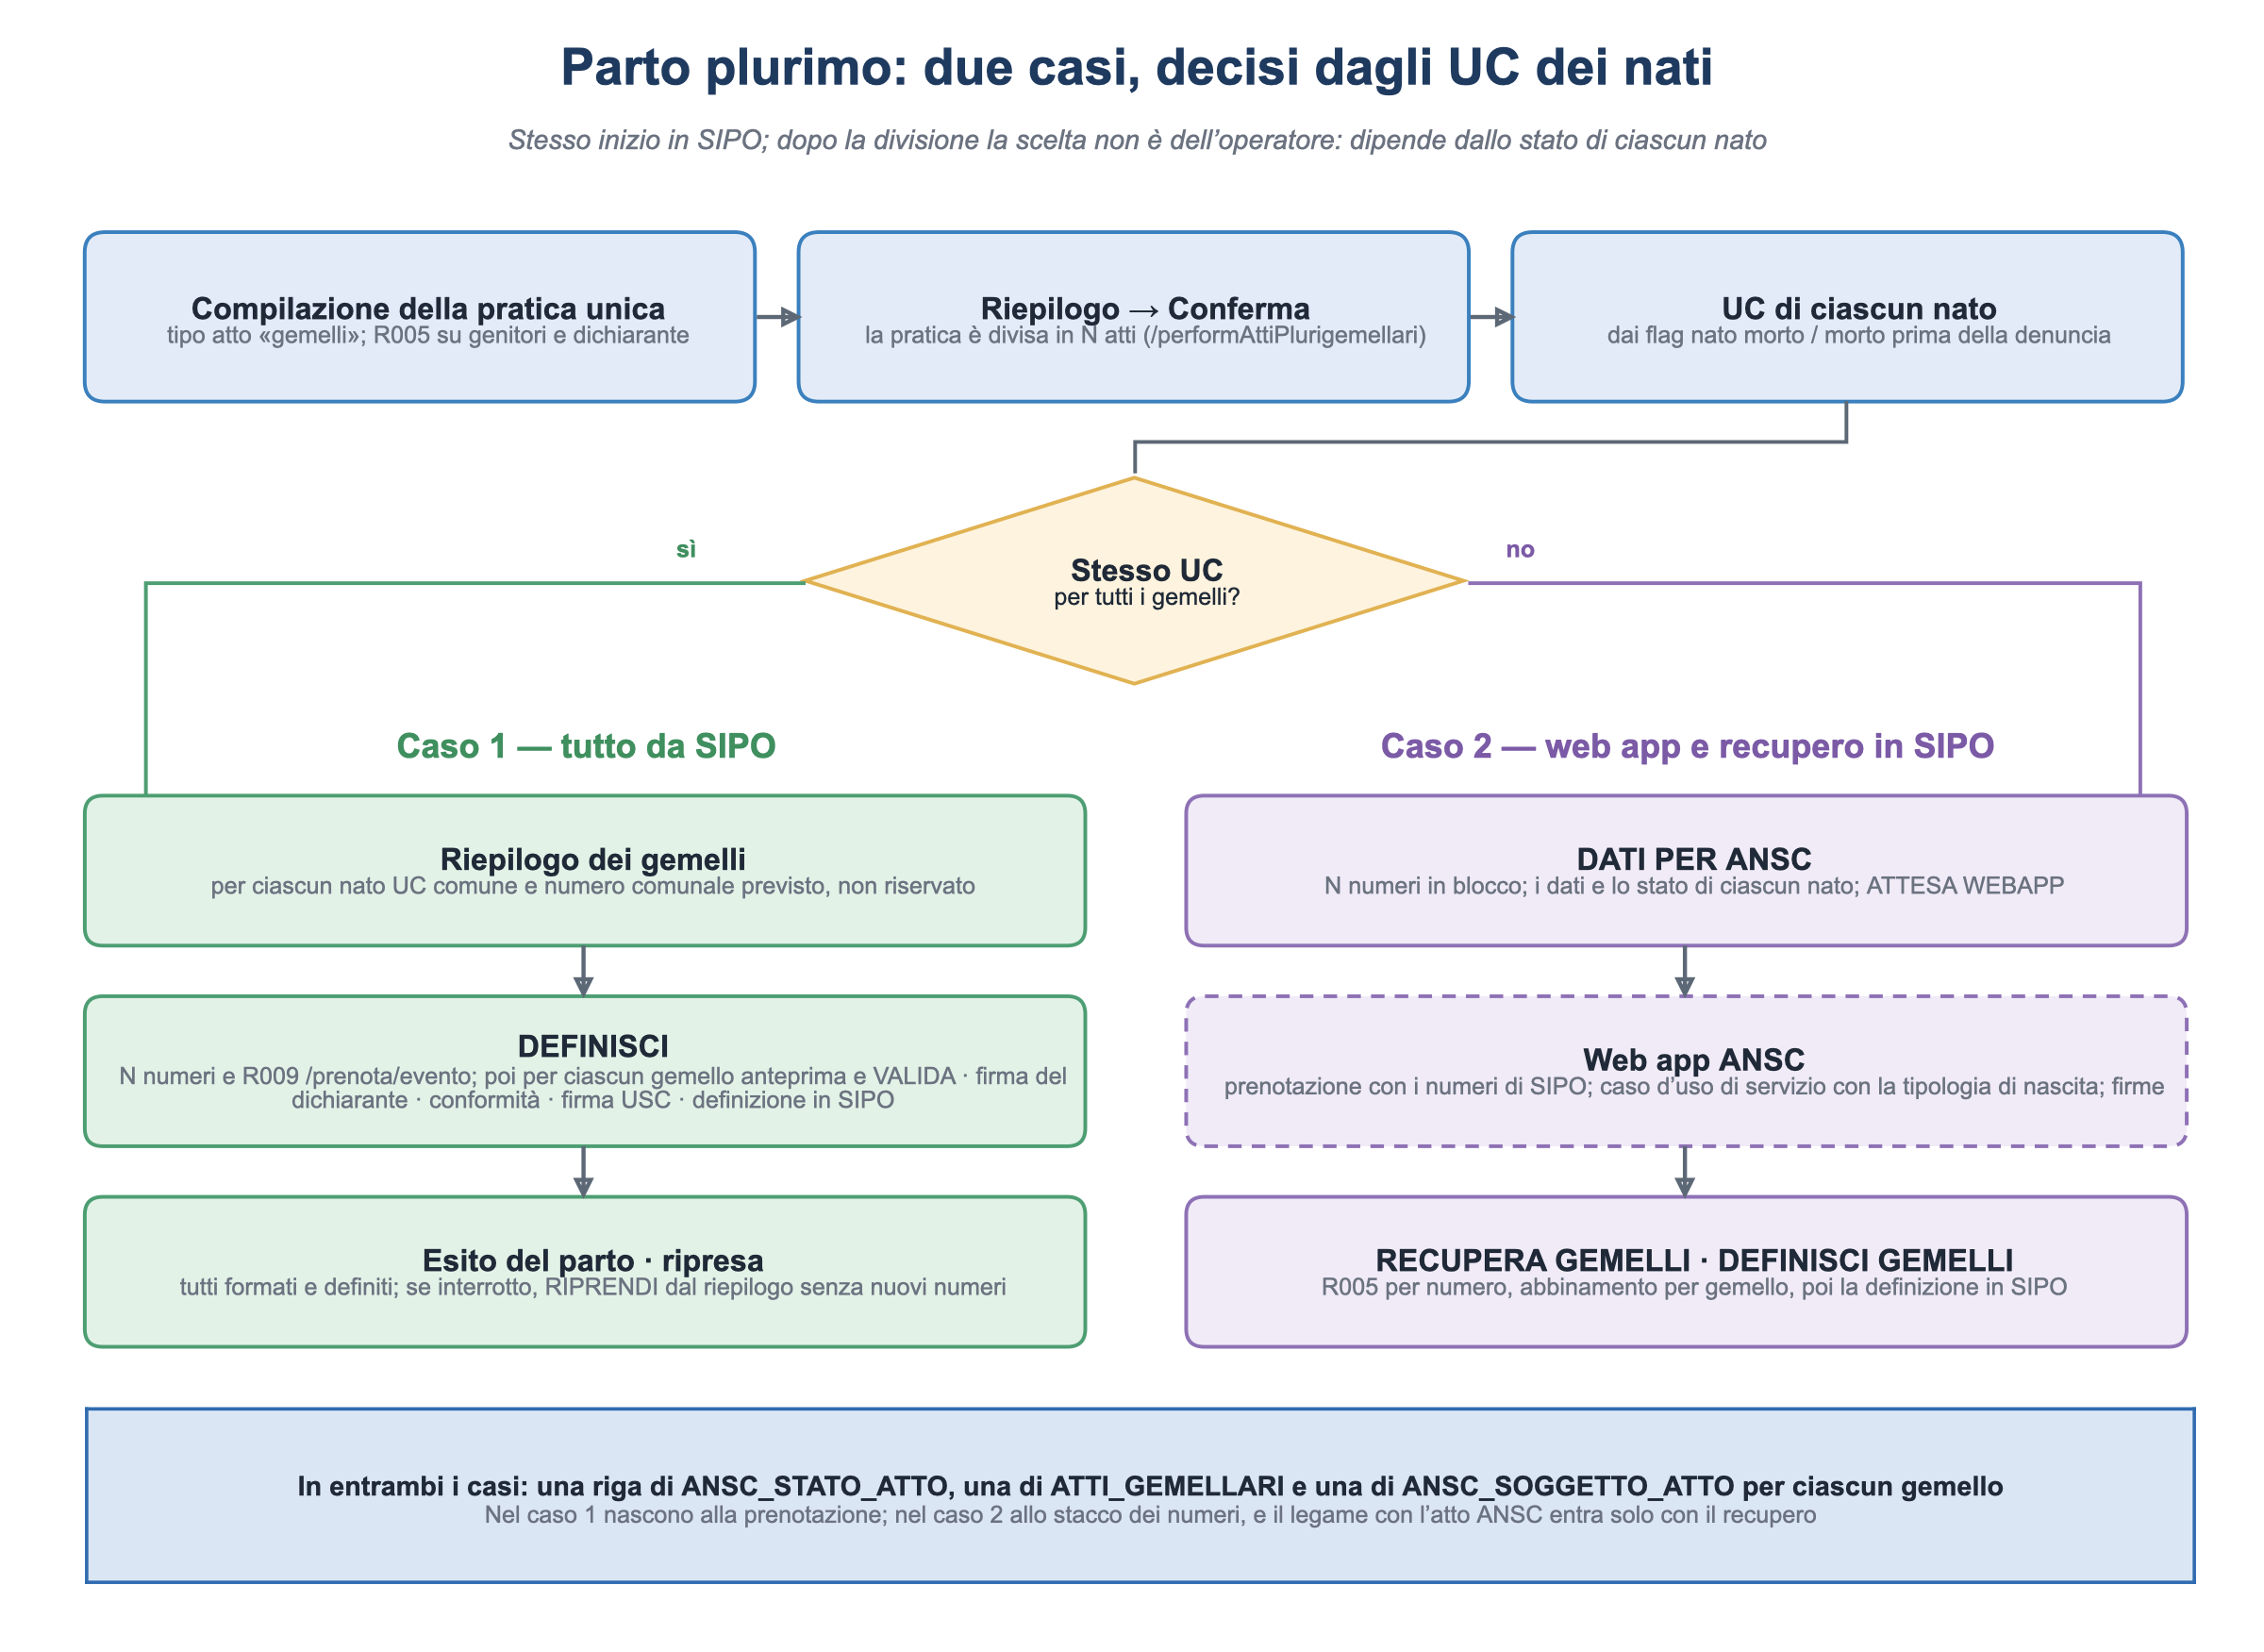 Parto plurimo: due casi, decisi dagli UC dei nati
Stesso inizio in SIPO; dopo la divisione la scelta non è dell’operatore: dipende dallo stato di ciascun nato
Compilazione della pratica unica
tipo atto «gemelli»; R005 su genitori e dichiarante
Riepilogo → Conferma
la pratica è divisa in N atti (/performAttiPlurigemellari)
UC di ciascun nato
dai flag nato morto / morto prima della denuncia
sì
no
Stesso UC
per tutti i gemelli?
Caso 1 — tutto da SIPO
Riepilogo dei gemelli
per ciascun nato UC comune e numero comunale previsto, non riservato
DEFINISCI
N numeri e R009 /prenota/evento; poi per ciascun gemello anteprima e VALIDA · firma del
dichiarante · conformità · firma USC · definizione in SIPO
Esito del parto · ripresa
tutti formati e definiti; se interrotto, RIPRENDI dal riepilogo senza nuovi numeri
Caso 2 — web app e recupero in SIPO
DATI PER ANSC
N numeri in blocco; i dati e lo stato di ciascun nato; ATTESA WEBAPP
Web app ANSC
prenotazione con i numeri di SIPO; caso d’uso di servizio con la tipologia di nascita; firme
RECUPERA GEMELLI · DEFINISCI GEMELLI
R005 per numero, abbinamento per gemello, poi la definizione in SIPO
In entrambi i casi: una riga di ANSC_STATO_ATTO, una di ATTI_GEMELLARI e una di ANSC_SOGGETTO_ATTO per ciascun gemello
Nel caso 1 nascono alla prenotazione; nel caso 2 allo stacco dei numeri, e il legame con l’atto ANSC entra solo con il recupero